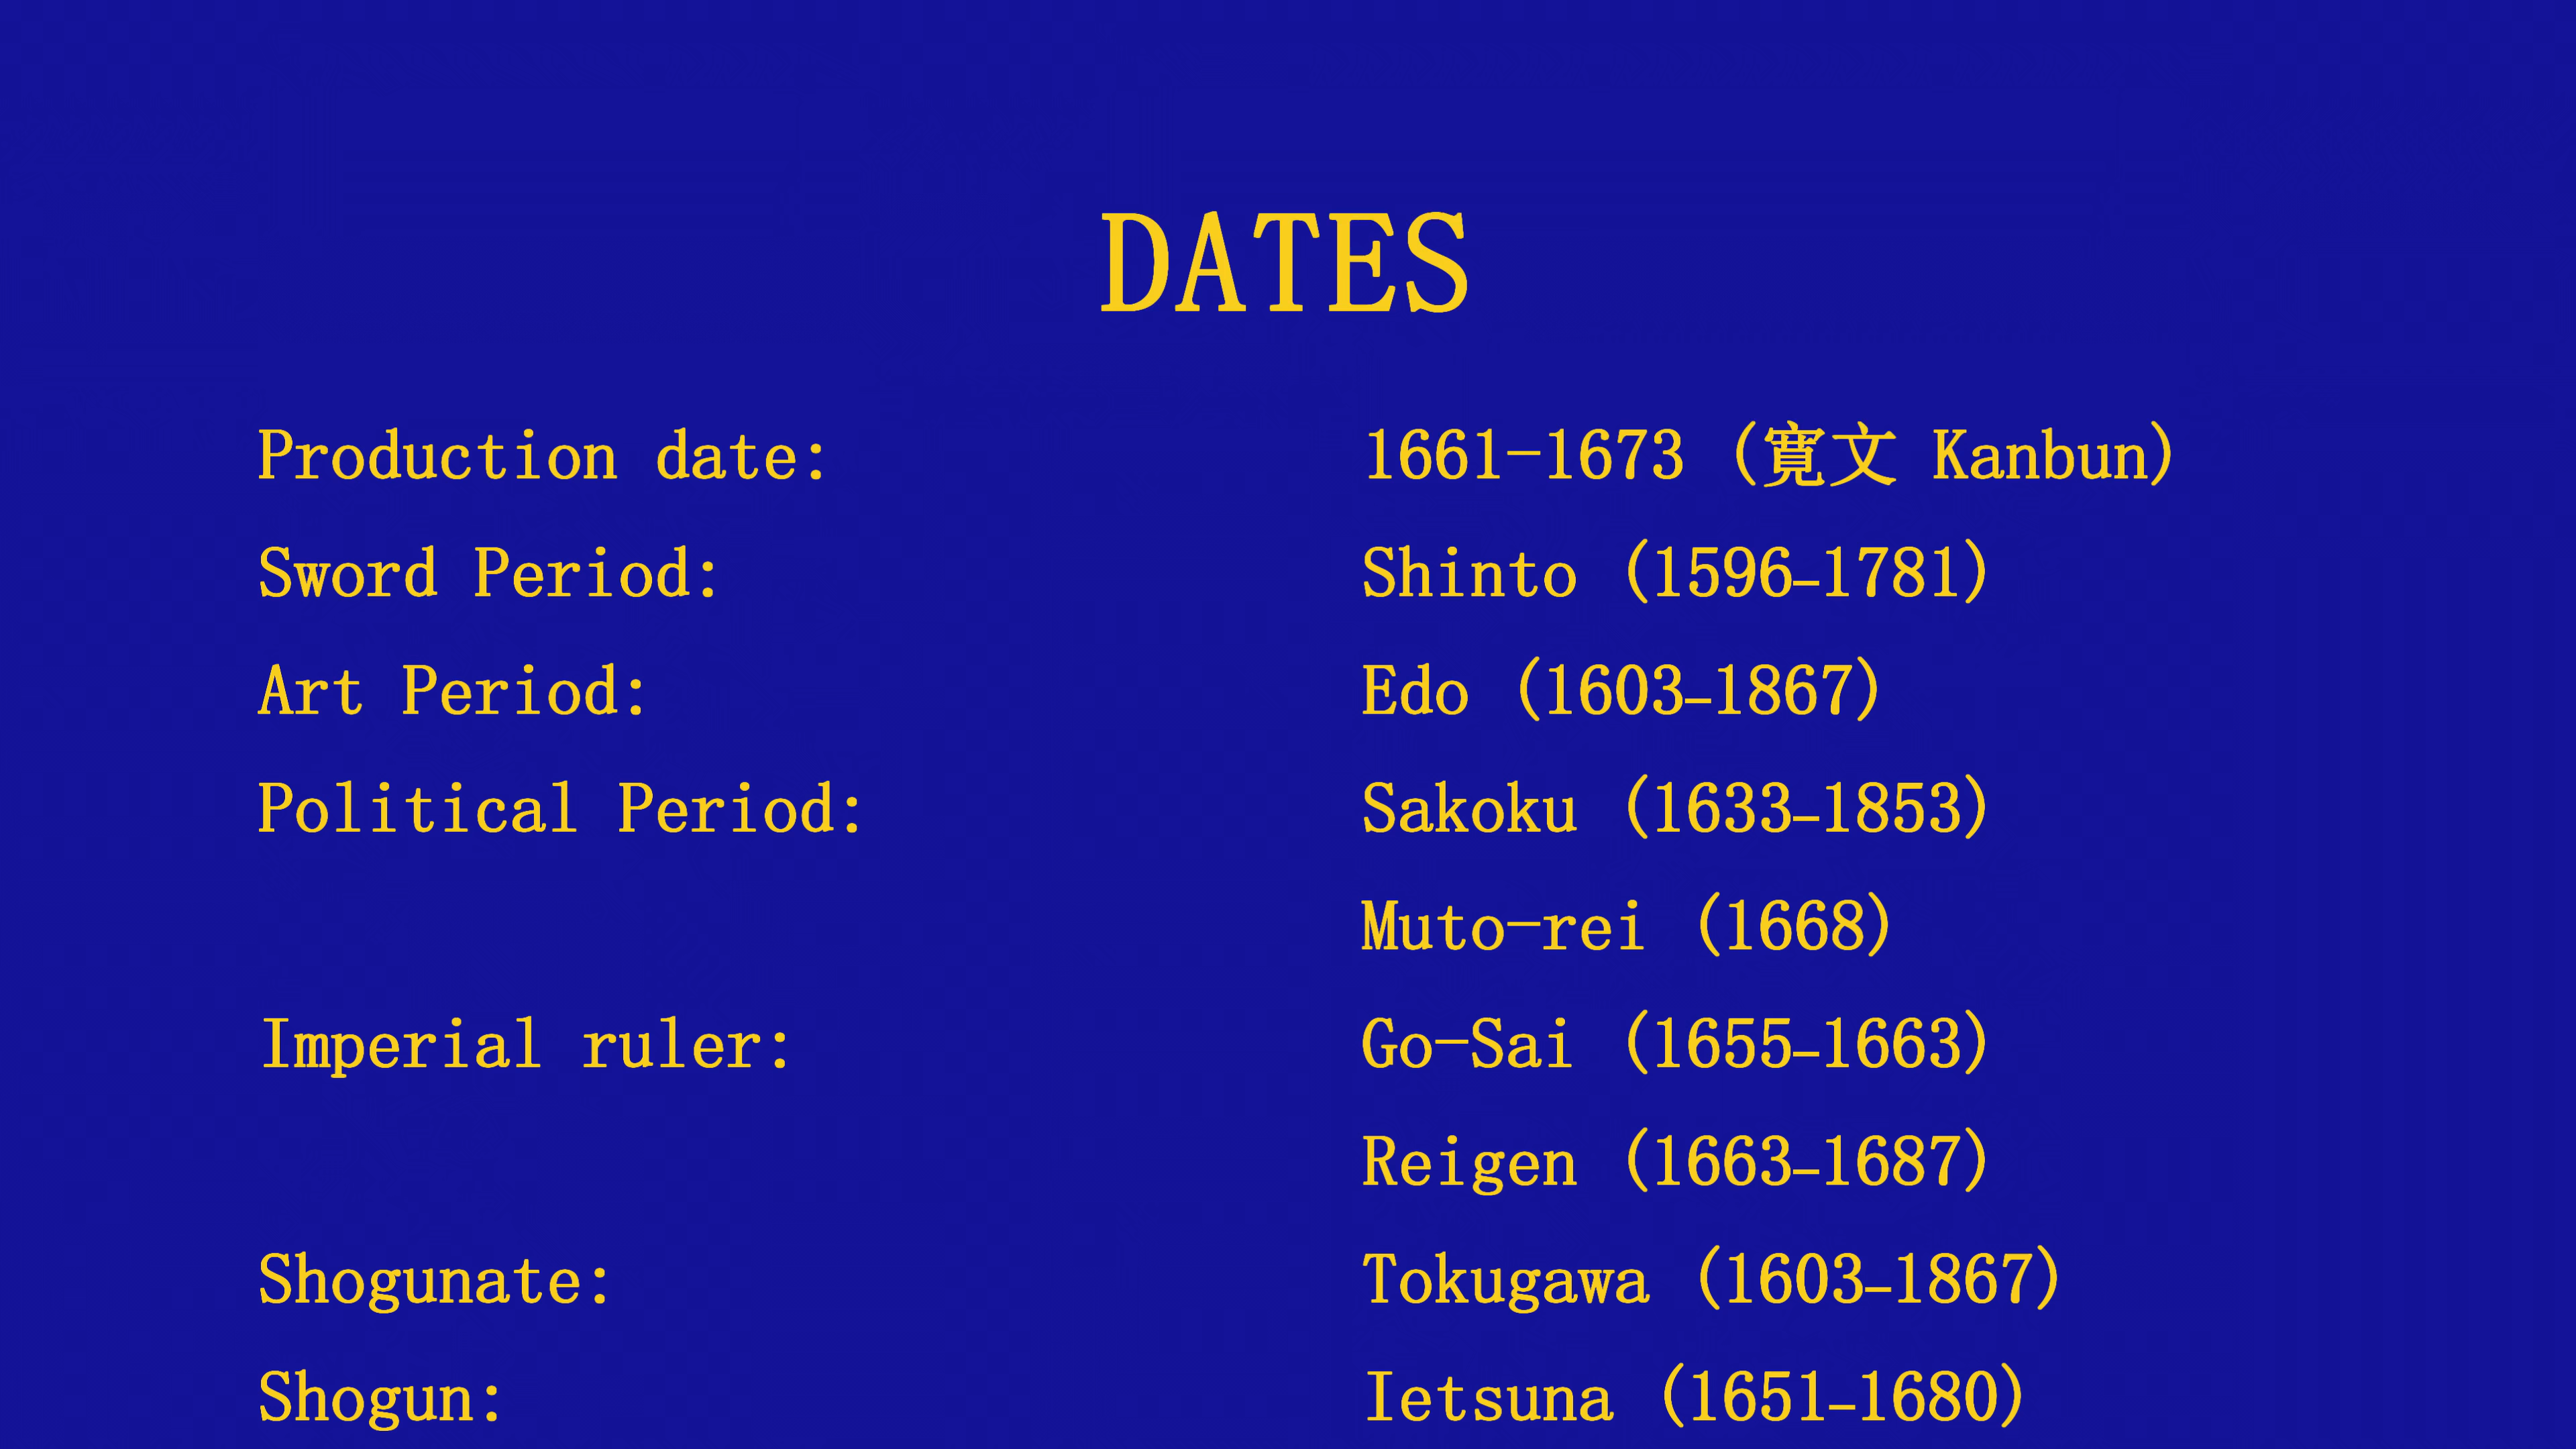 DATES
Production date: 1661-1673 (寛文 Kanbun)
Sword Period: Shinto (1596–1781)
Art Period: Edo (1603–1867)
Political Period: Sakoku (1633–1853)
Muto-rei (1668)
Imperial ruler: Go-Sai (1655–1663)
Reigen (1663–1687)
Shogunate: Tokugawa (1603–1867)
Shogun: Ietsuna (1651–1680)